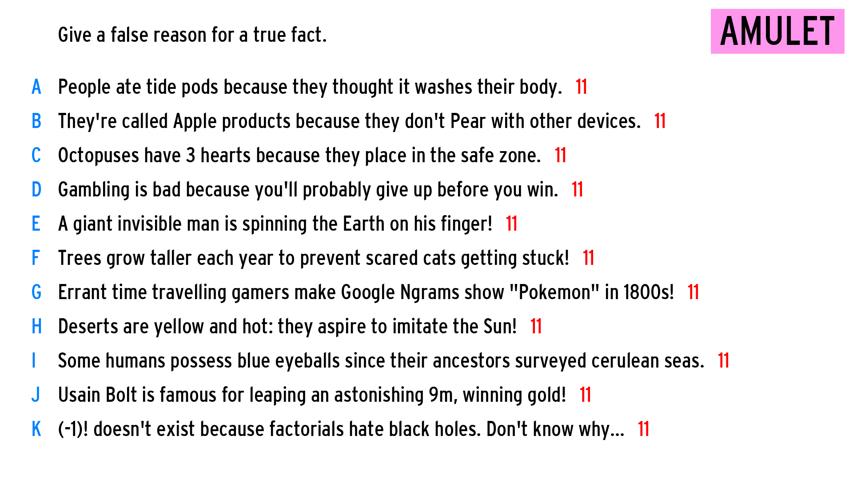 Give a false reason for a true fact.
AMULET
A People ate tide pods because they thought it washes their body. 11
B They're called Apple products because they don't Pear with other devices. 11
C Octopuses have 3 hearts because they place in the safe zone. 11
D Gambling is bad because you'll probably give up before you win. 11
E A giant invisible man is spinning the Earth on his finger! 11
F Trees grow taller each year to prevent scared cats getting stuck! 11
G Errant time travelling gamers make Google Ngrams show "Pokemon" in 1800s! 11
H Deserts are yellow and hot: they aspire to imitate the Sun! 11
I Some humans possess blue eyeballs since their ancestors surveyed cerulean seas. 11
J Usain Bolt is famous for leaping an astonishing 9m, winning gold! 11
K (-1)! doesn't exist because factorials hate black holes. Don't know why... 11